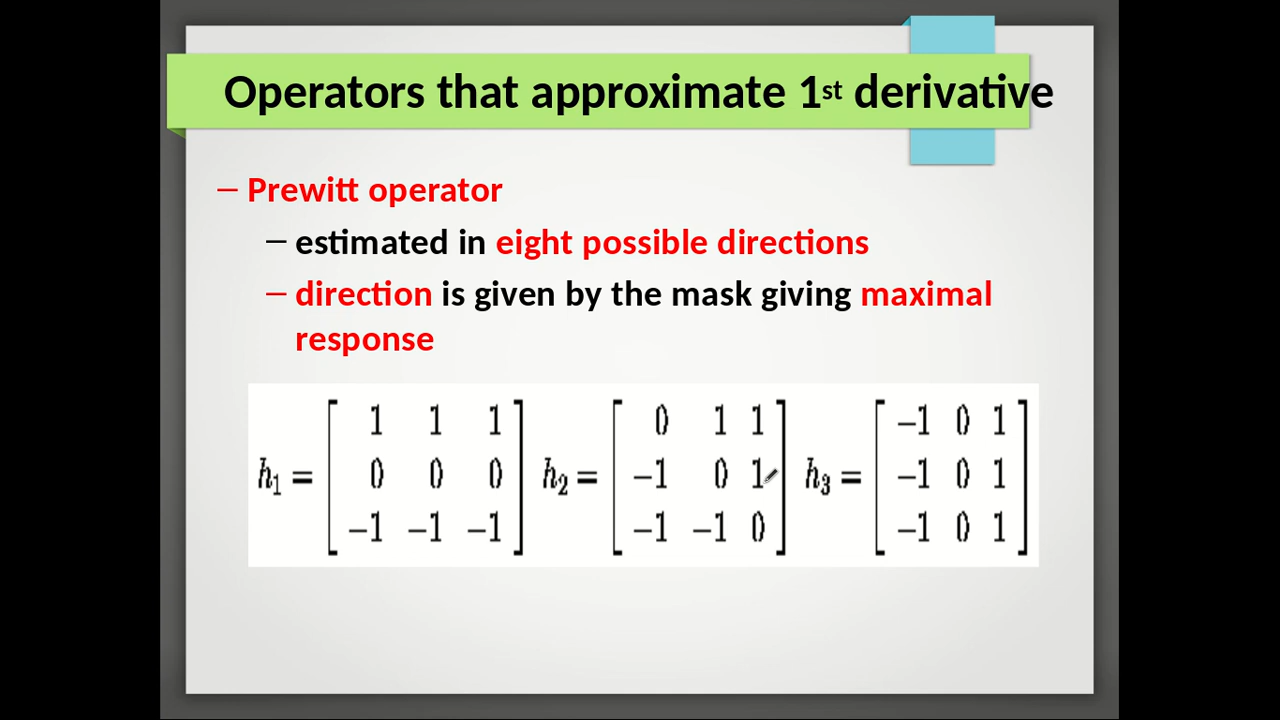 Operators that approximate 1st derivative
– Prewitt operator
– estimated in eight possible directions
– direction is given by the mask giving maximal
response
h₁ = [ 1 1 1 ; 0 0 0 ; −1 −1 −1 ] h₂ = [ 0 1 1 ; −1 0 1 ; −1 −1 0 ] h₃ = [ −1 0 1 ; −1 0 1 ; −1 0 1 ]